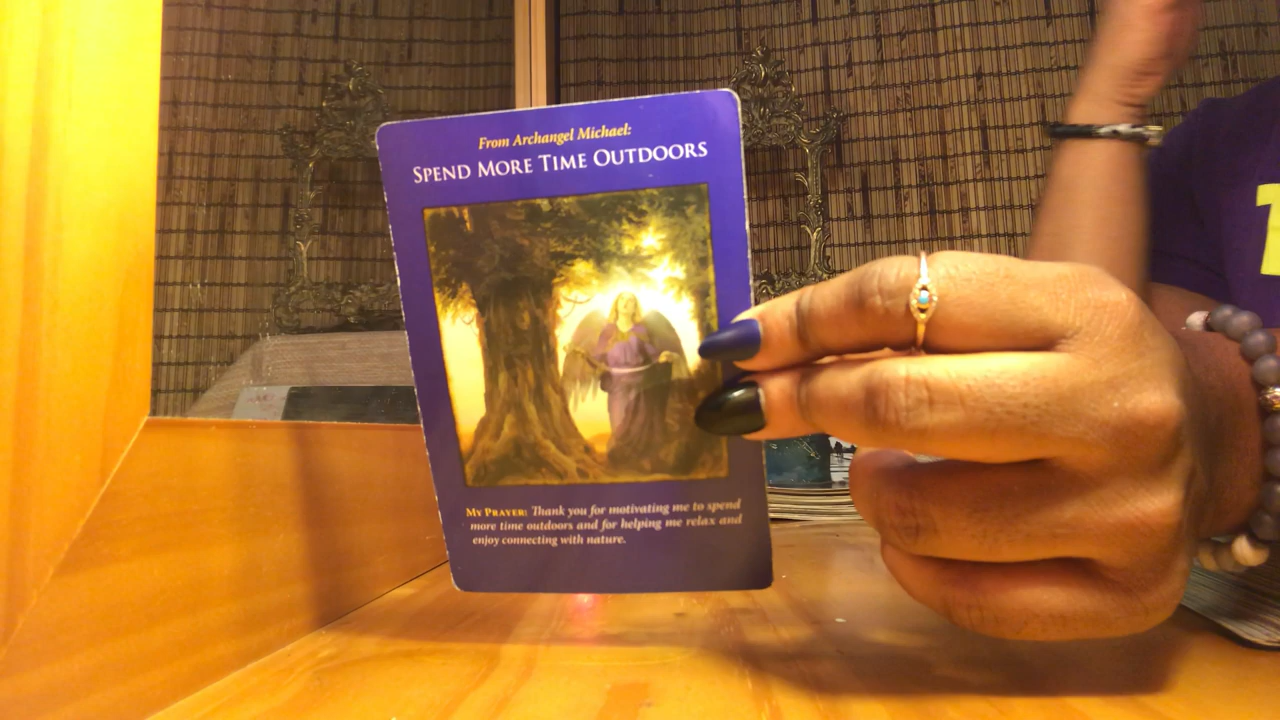 From Archangel Michael:
SPEND MORE TIME OUTDOORS
MY PRAYER: Thank you for motivating me to spend
more time outdoors and for helping me relax and
enjoy connecting with nature.